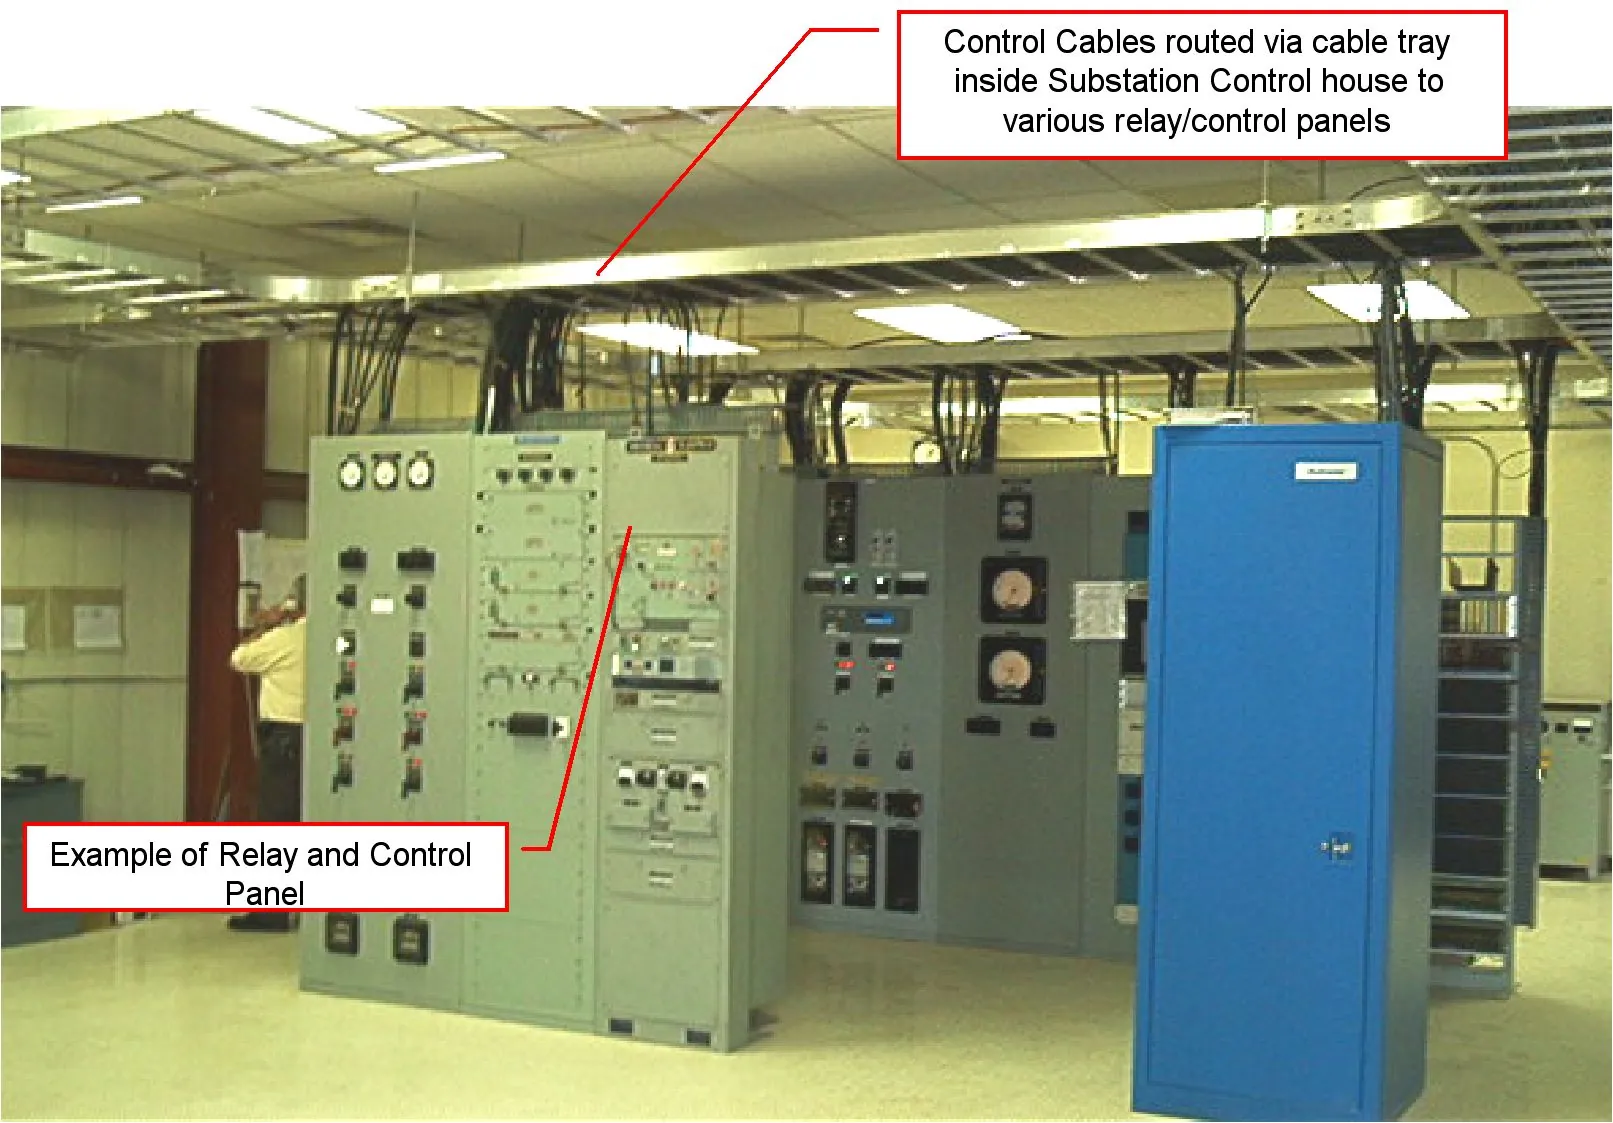 Control Cables routed via cable tray
inside Substation Control house to
various relay/control panels
Example of Relay and Control
Panel